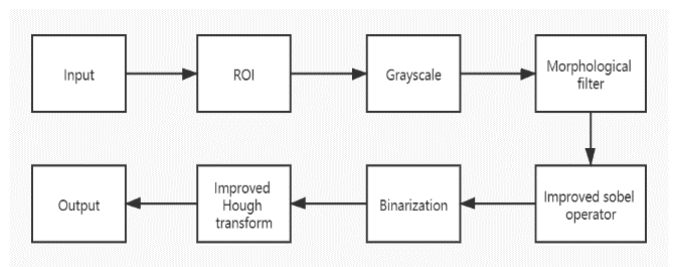 Input
ROI
Grayscale
Morphological
filter
Improved sobel
operator
Binarization
Improved
Hough
transform
Output